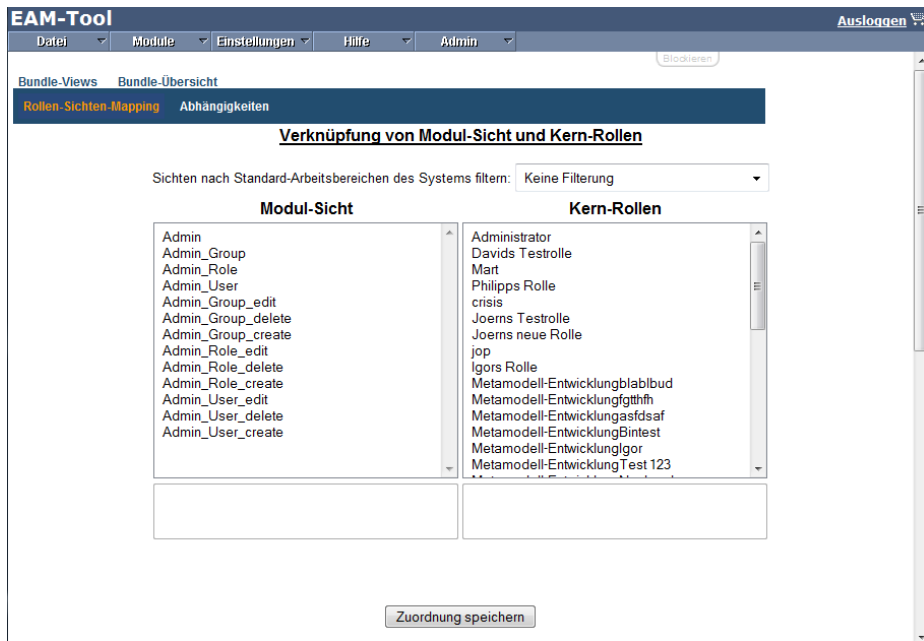 EAM-Tool
Ausloggen
Datei Module Einstellungen Hilfe Admin
Blockieren
Bundle-Views Bundle-Übersicht
Rollen-Sichten-Mapping Abhängigkeiten
Verknüpfung von Modul-Sicht und Kern-Rollen
Sichten nach Standard-Arbeitsbereichen des Systems filtern: Keine Filterung
Modul-Sicht
Admin
Admin_Group
Admin_Role
Admin_User
Admin_Group_edit
Admin_Group_delete
Admin_Group_create
Admin_Role_edit
Admin_Role_delete
Admin_Role_create
Admin_User_edit
Admin_User_delete
Admin_User_create
Kern-Rollen
Administrator
Davids Testrolle
Mart
Philipps Rolle
crisis
Joerns Testrolle
Joerns neue Rolle
jop
Igors Rolle
Metamodell-Entwicklungblablbud
Metamodell-Entwicklungfgtthfh
Metamodell-Entwicklungasfdsaf
Metamodell-EntwicklungBintest
Metamodell-EntwicklungIgor
Metamodell-EntwicklungTest 123
Zuordnung speichern